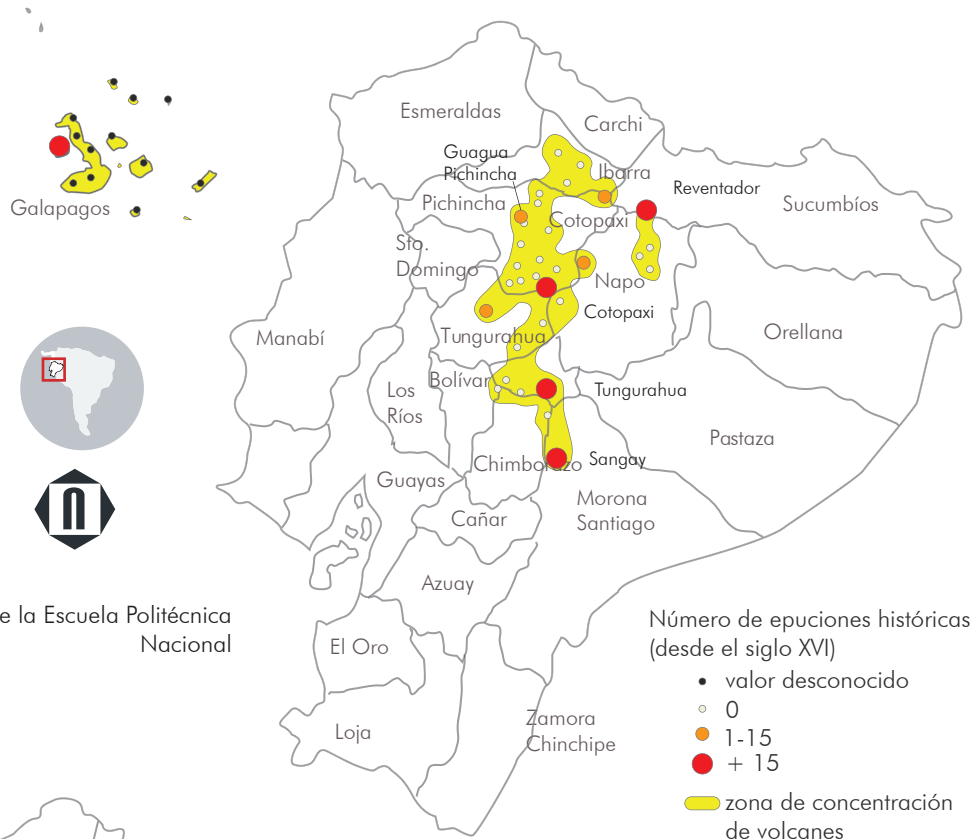 Esmeraldas
Carchi
Guagua
Pichincha
Ibarra
Reventador
Galapagos
Pichincha
Cotopaxi
Sucumbíos
Sto.
Domingo
Napo
Cotopaxi
Manabí
Tungurahua
Orellana
Bolívar
Los
Ríos
Tungurahua
Pastaza
Chimborazo
Sangay
Guayas
Morona
Santiago
Cañar
Azuay
e la Escuela Politécnica
Nacional
El Oro
Loja
Zamora
Chinchipe
Número de epuciones históricas
(desde el siglo XVI)
valor desconocido
0
1-15
+ 15
zona de concentración
de volcanes